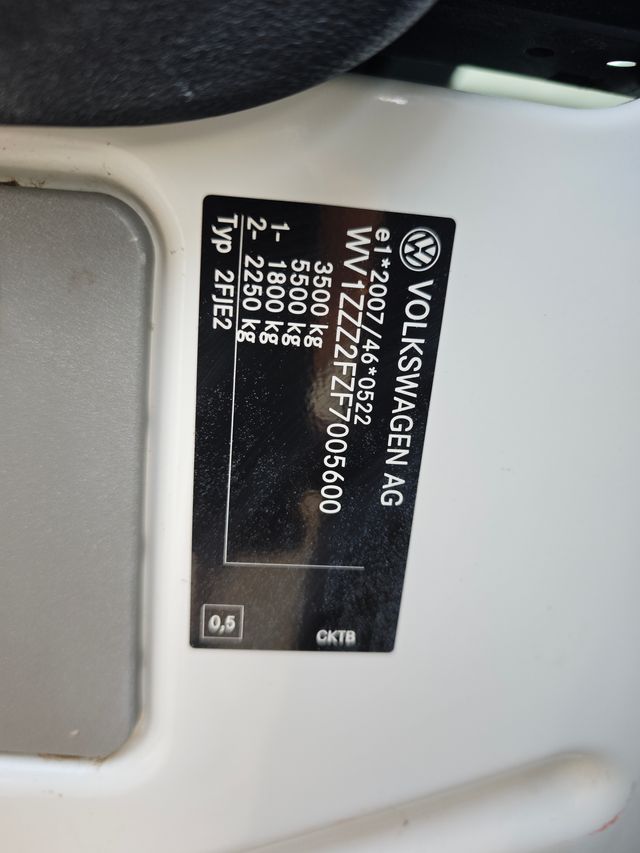 VOLKSWAGEN AG
e1*2007/46*0522
WV1ZZZ2FZF7005600
3500 kg
5500 kg
1- 1800 kg
2- 2250 kg
Typ 2FJE2
0,5
CKTB